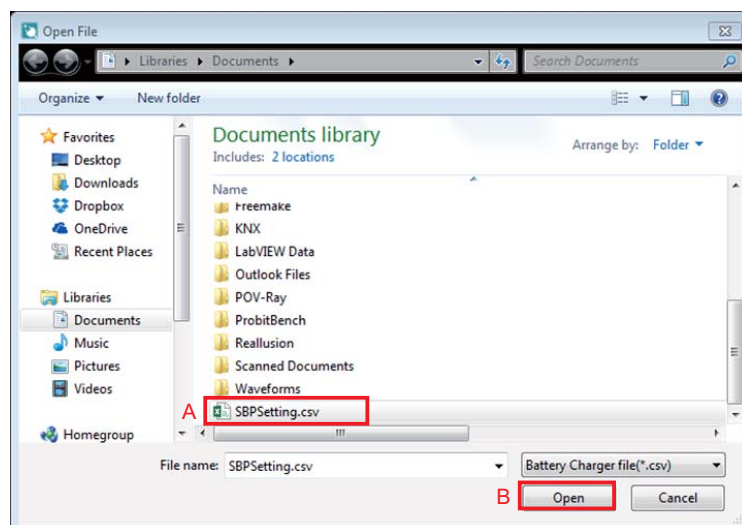 Open File
Libraries Documents
Search Documents
Organize
New folder
Favorites
Desktop
Downloads
Dropbox
OneDrive
Recent Places
Libraries
Documents
Music
Pictures
Videos
Homegroup
Documents library
Includes: 2 locations
Arrange by: Folder
Name
Freemake
KNX
LabVIEW Data
Outlook Files
POV-Ray
ProbitBench
Reallusion
Scanned Documents
Waveforms
A SBPSetting.csv
File name: SBPSetting.csv
Battery Charger file(*.csv)
B Open Cancel